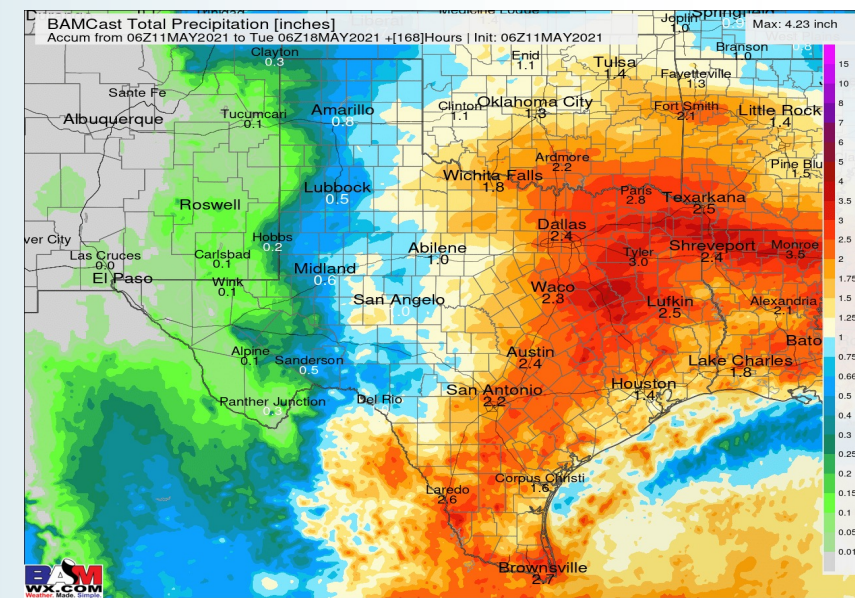 BAMCast Total Precipitation [inches]
Max: 4.23 inch
Accum from 06Z11MAY2021 to Tue 06Z18MAY2021 +[168]Hours | Init: 06Z11MAY2021
Joplin
1.0
Clayton
0.3
Enid
1.1
Tulsa
1.4
Branson
1.0
0.8
Fayetteville
1.3
Santa Fe
Albuquerque
Tucumcari
0.1
Amarillo
0.8
Clinton
1.1
Oklahoma City
1.3
Fort Smith
2.1
Little Rock
1.4
Ardmore
2.2
Pine Blu
1.5
Wichita Falls
1.8
Lubbock
0.5
Paris
2.8
Texarkana
2.5
Roswell
Dallas
2.4
ver City
Hobbs
0.2
Abilene
1.0
Tyler
3.0
Shreveport
2.4
Monroe
3.5
Las Cruces
0.0
Carlsbad
0.1
Midland
0.6
El Paso
Wink
0.1
San Angelo
1.0
Waco
2.3
Lufkin
2.5
Alexandria
2.1
Bato
Alpine
0.1
Sanderson
0.5
Austin
2.4
Lake Charles
1.8
Panther Junction
0.3
Del Rio
San Antonio
2.2
Houston
1.4
Laredo
2.6
Corpus Christi
1.6
Brownsville
2.7
15
10
8
7
6
5
4
3.5
3
2.5
2
1.75
1.5
1.25
1
0.75
0.66
0.5
0.4
0.3
0.2
0.15
0.1
0.05
0.01
BAM
WX.COM
Weather. Made. Simple.